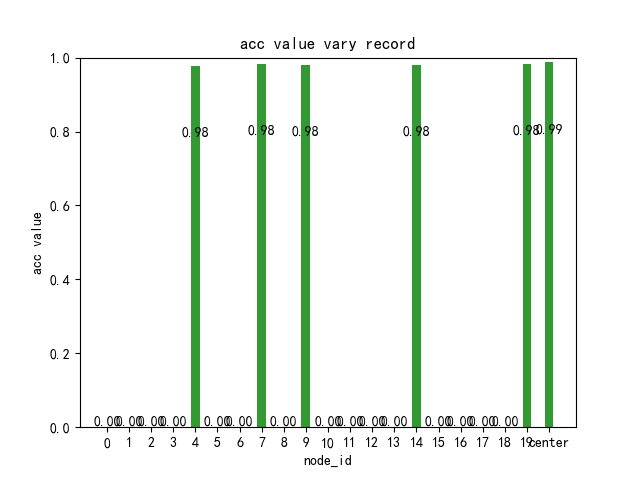 acc value vary record
1.0
0.8
0.6
0.4
0.2
0.0
acc value
0.98 0.98 0.98 0.98 0.98 0.99
0.00 0.00 0.00 0.00 0.00 0.00 0.00 0.00 0.00 0.00 0.00 0.00 0.00 0.00 0.00
0 1 2 3 4 5 6 7 8 9 10 11 12 13 14 15 16 17 18 19 center
node_id